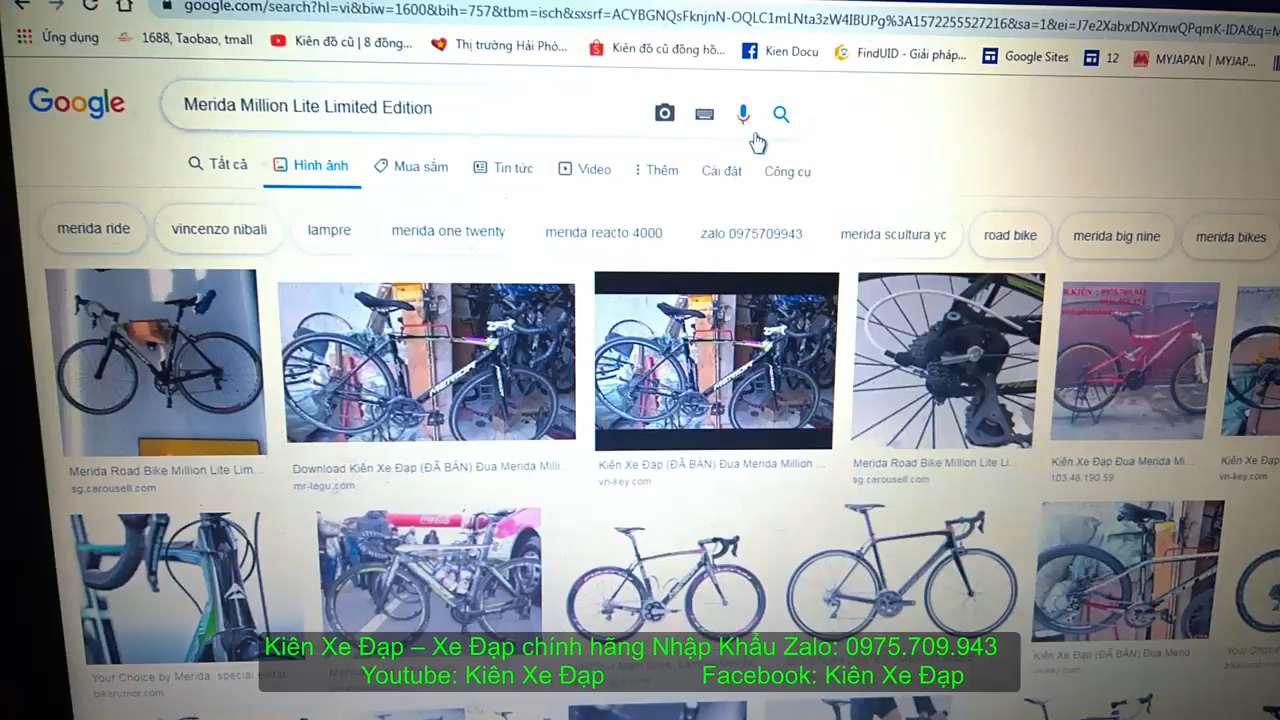 google.com/search?hl=vi&biw=1600&bih=757&tbm=isch&sxsrf=ACYBGNQsFknjnN-OQLC1mLNta3zW4IBUPg%3A1572255527216&sa=1&ei=J7e2XabxDNXmwQPqmK-IDA&q=M
Ứng dụng 1688, Taobao, tmall Kiên đồ cũ | 8 đồng... Thị trường Hải Phò... Kiên đồ cũ đồng hồ... Kien Docu FindUID - Giải pháp... Google Sites 12 MYJAPAN | MYJAP...
Google Merida Million Lite Limited Edition
Tất cả Hình ảnh Mua sắm Tin tức Video Thêm Cài đặt Công cụ
merida ride vincenzo nibali lampre merida one twenty merida reacto 4000 zalo 0975709943 merida scultura yc road bike merida big nine merida bikes
Merida Road Bike Million Lite Lim... Download Kiên Xe Đạp (ĐÃ BÁN) Đua Merida Milli... Kiên Xe Đạp (ĐÃ BÁN) Đua Merida Million ... Merida Road Bike Million Lite Li... Kiên Xe Đạp Đua Merida Mi... Kiên Xe Đạp
sg.carousell.com mr-lagu.com vn-key.com sg.carousell.com 103.48.190.59 vn-key.com
Kiên Xe Đạp – Xe Đạp chính hãng Nhập Khẩu Zalo: 0975.709.943
Kiên Xe Đạp (ĐÃ BÁN) Đua Merid
Youtube: Kiên Xe Đạp Facebook: Kiên Xe Đạp
Your Choice by Merida, special
bikerumor.com